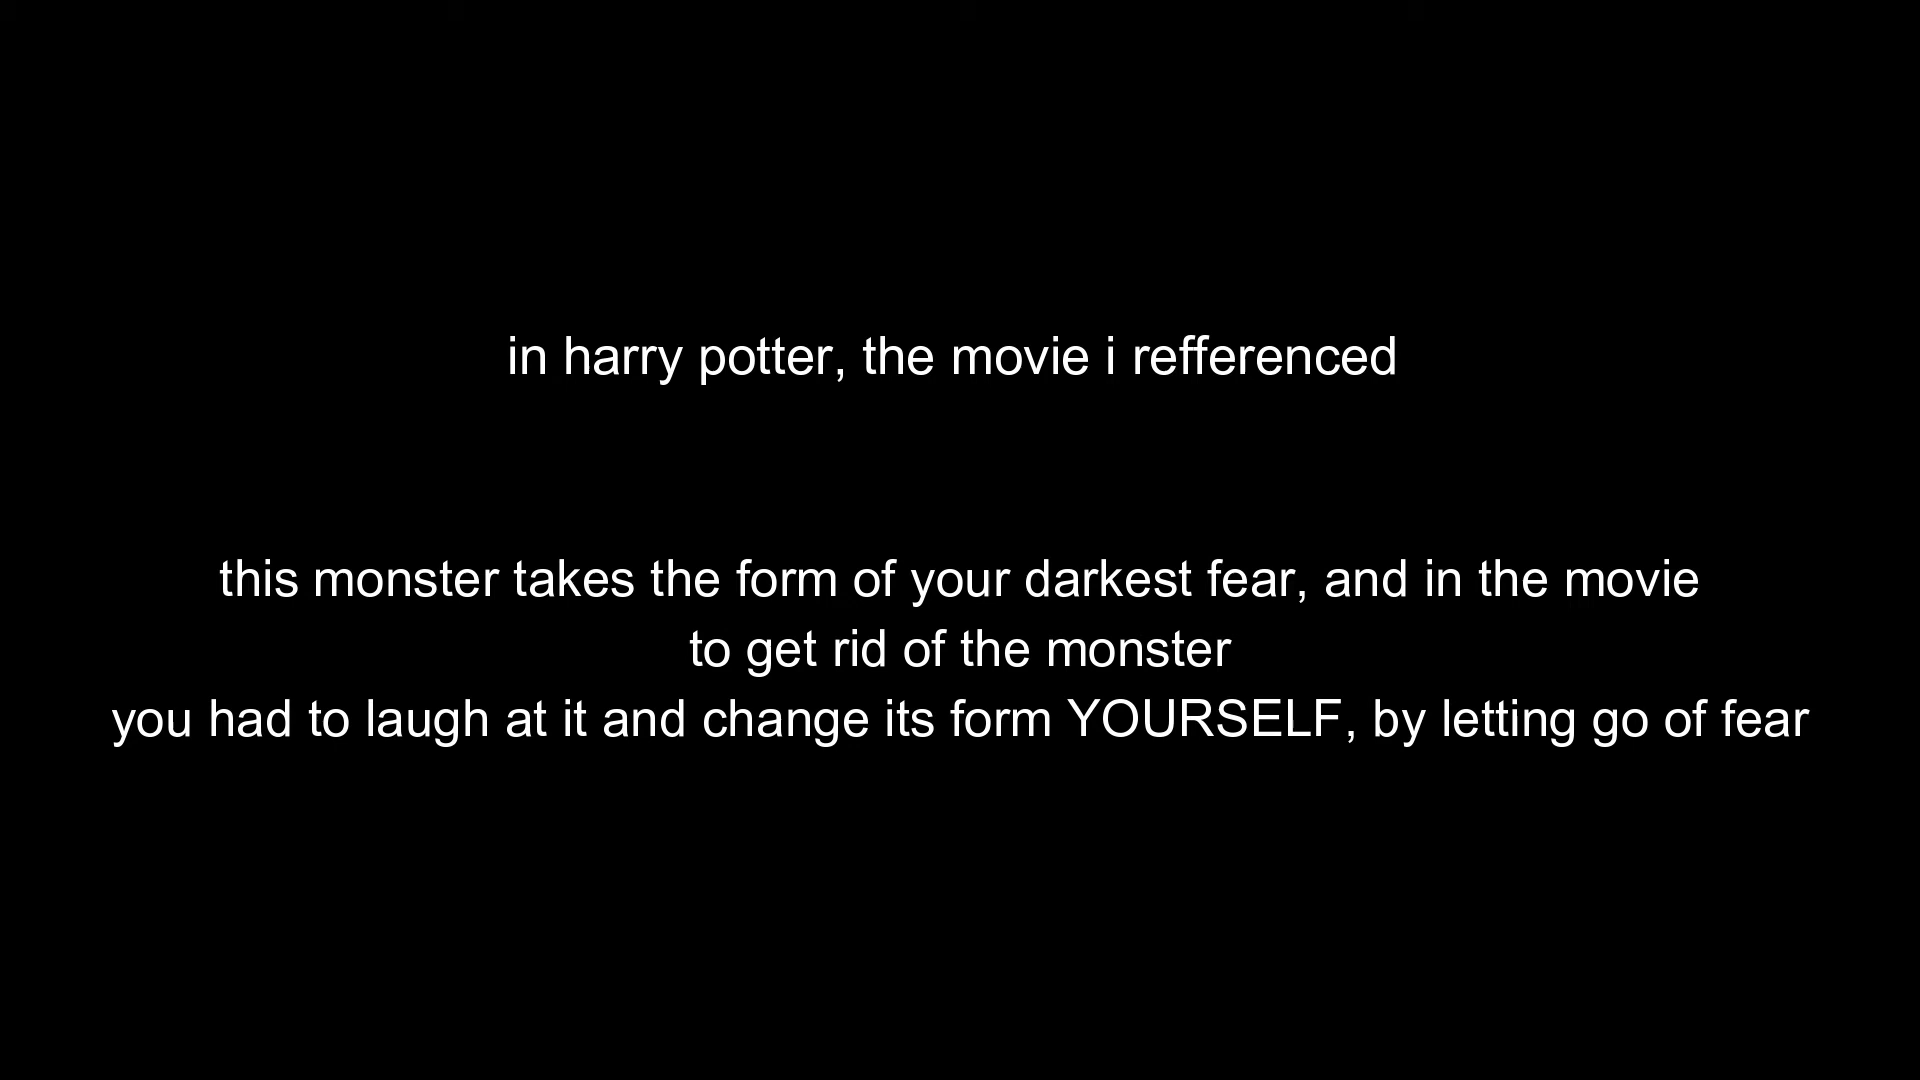 in harry potter, the movie i refferenced
this monster takes the form of your darkest fear, and in the movie
to get rid of the monster
you had to laugh at it and change its form YOURSELF, by letting go of fear